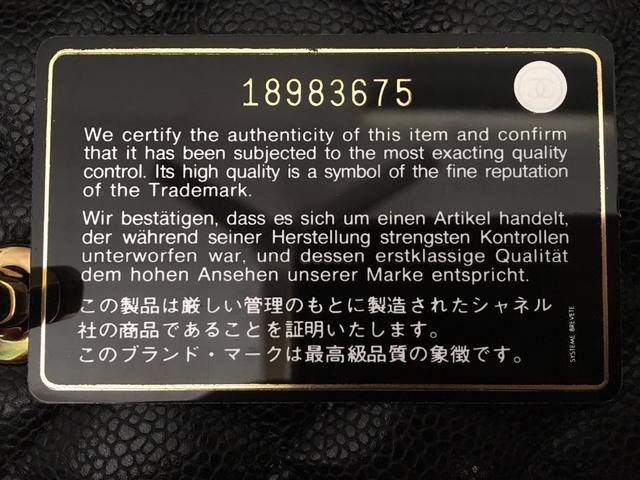 18983675
We certify the authenticity of this item and confirm
that it has been subjected to the most exacting quality
control. Its high quality is a symbol of the fine reputation
of the Trademark.
Wir bestätigen, dass es sich um einen Artikel handelt,
der während seiner Herstellung strengsten Kontrollen
unterworfen war, und dessen erstklassige Qualität
dem hohen Ansehen unserer Marke entspricht.
この製品は厳しい管理のもとに製造されたシャネル
社の商品であることを証明いたします。
このブランド・マークは最高級品質の象徴です。
SYSTEME BREVETE